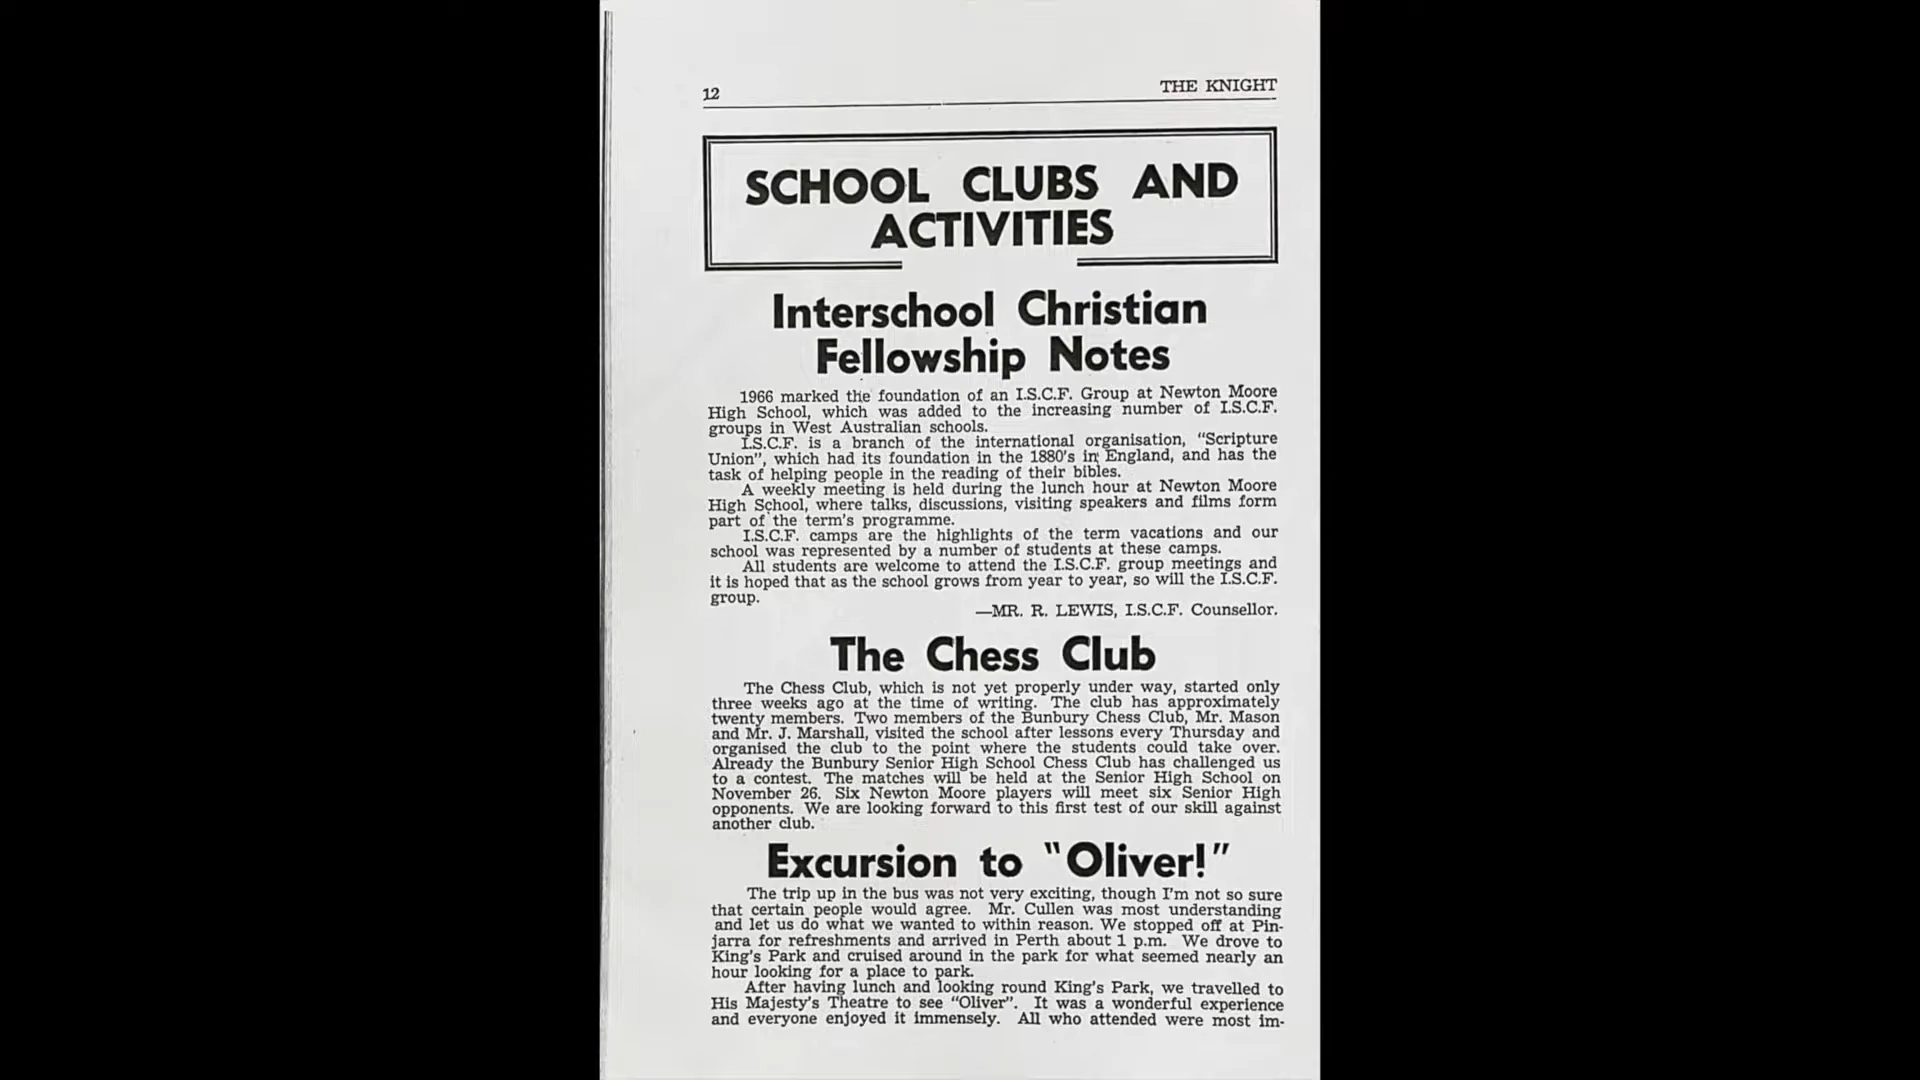 12
THE KNIGHT
SCHOOL CLUBS AND
ACTIVITIES
Interschool Christian
Fellowship Notes
1966 marked the foundation of an I.S.C.F. Group at Newton Moore
High School, which was added to the increasing number of I.S.C.F.
groups in West Australian schools.
I.S.C.F. is a branch of the international organisation, "Scripture
Union", which had its foundation in the 1880's in England, and has the
task of helping people in the reading of their bibles.
A weekly meeting is held during the lunch hour at Newton Moore
High School, where talks, discussions, visiting speakers and films form
part of the term's programme.
I.S.C.F. camps are the highlights of the term vacations and our
school was represented by a number of students at these camps.
All students are welcome to attend the I.S.C.F. group meetings and
it is hoped that as the school grows from year to year, so will the I.S.C.F.
group.
—MR. R. LEWIS, I.S.C.F. Counsellor.
The Chess Club
The Chess Club, which is not yet properly under way, started only
three weeks ago at the time of writing. The club has approximately
twenty members. Two members of the Bunbury Chess Club, Mr. Mason
and Mr. J. Marshall, visited the school after lessons every Thursday and
organised the club to the point where the students could take over.
Already the Bunbury Senior High School Chess Club has challenged us
to a contest. The matches will be held at the Senior High School on
November 26. Six Newton Moore players will meet six Senior High
opponents. We are looking forward to this first test of our skill against
another club.
Excursion to "Oliver!"
The trip up in the bus was not very exciting, though I'm not so sure
that certain people would agree. Mr. Cullen was most understanding
and let us do what we wanted to within reason. We stopped off at Pin-
jarra for refreshments and arrived in Perth about 1 p.m. We drove to
King's Park and cruised around in the park for what seemed nearly an
hour looking for a place to park.
After having lunch and looking round King's Park, we travelled to
His Majesty's Theatre to see "Oliver". It was a wonderful experience
and everyone enjoyed it immensely. All who attended were most im-